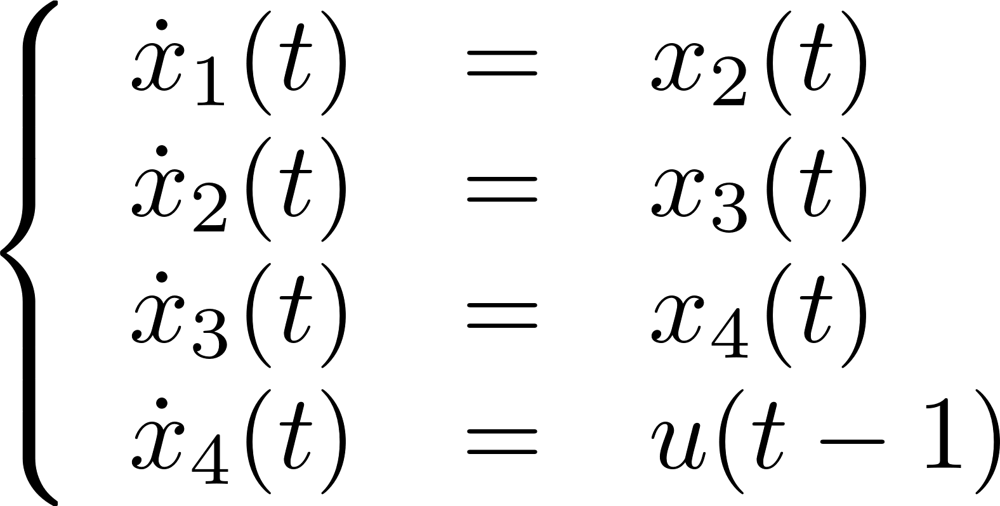 ẋ₁(t) = x₂(t)
ẋ₂(t) = x₃(t)
ẋ₃(t) = x₄(t)
ẋ₄(t) = u(t − 1)